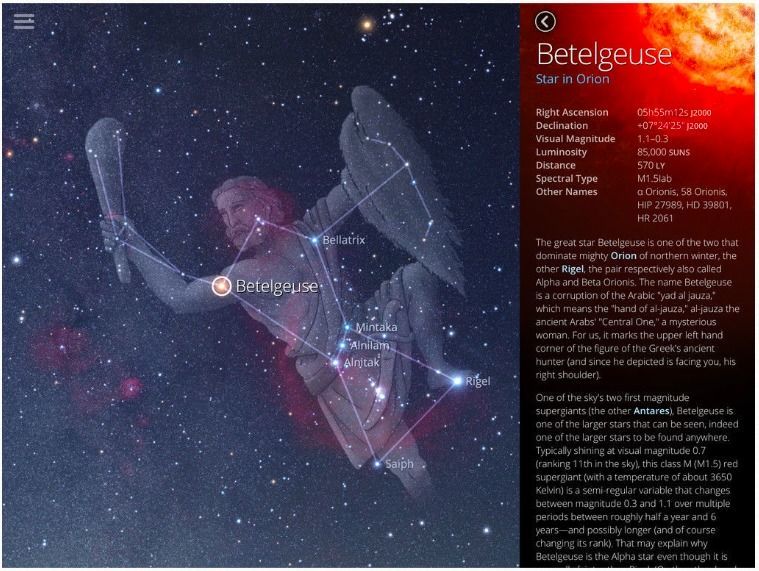 Betelgeuse
Star in Orion
Right Ascension 05h55m12s J2000
Declination +07°24'25" J2000
Visual Magnitude 1.1–0.3
Luminosity 85,000 SUNS
Distance 570 LY
Spectral Type M1.5Iab
Other Names α Orionis, 58 Orionis,
HIP 27989, HD 39801,
HR 2061
The great star Betelgeuse is one of the two that
dominate mighty Orion of northern winter, the
other Rigel, the pair respectively also called
Alpha and Beta Orionis. The name Betelgeuse
is a corruption of the Arabic "yad al jauza,"
which means the "hand of al-jauza," al-jauza the
ancient Arabs' "Central One," a mysterious
woman. For us, it marks the upper left hand
corner of the figure of the Greek's ancient
hunter (and since he depicted is facing you, his
right shoulder).
One of the sky's two first magnitude
supergiants (the other Antares), Betelgeuse is
one of the larger stars that can be seen, indeed
one of the larger stars to be found anywhere.
Typically shining at visual magnitude 0.7
(ranking 11th in the sky), this class M (M1.5) red
supergiant (with a temperature of about 3650
Kelvin) is a semi-regular variable that changes
between magnitude 0.3 and 1.1 over multiple
periods between roughly half a year and 6
years—and possibly longer (and of course
changing its rank). That may explain why
Betelgeuse is the Alpha star even though it is
Bellatrix
Betelgeuse
Mintaka
Alnilam
Alnitak
Rigel
Saiph